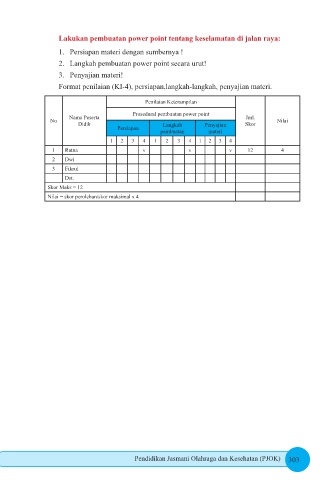 Lakukan pembuatan power point tentang keselamatan di jalan raya:
1. Persiapan materi dengan sumbernya !
2. Langkah pembuatan power point secara urut!
3. Penyajian materi!
Format penilaian (KI-4), persiapan,langkah-langkah, penyajian materi.
Penilaian Keterampilan
No Nama Peserta Didik Prosedural pembuatan power point Jml. Skor Nilai
Persiapan Langkah pembuatan Penyajian materi
1 2 3 4 1 2 3 4 1 2 3 4
1 Ratna v v v 12 4
2 Dwi
3 Fikrul
Dst.
Skor Maks = 12
Nilai = skor perolehan:skor maksimal x 4
Pendidikan Jasmani Olahraga dan Kesehatan (PJOK) 303